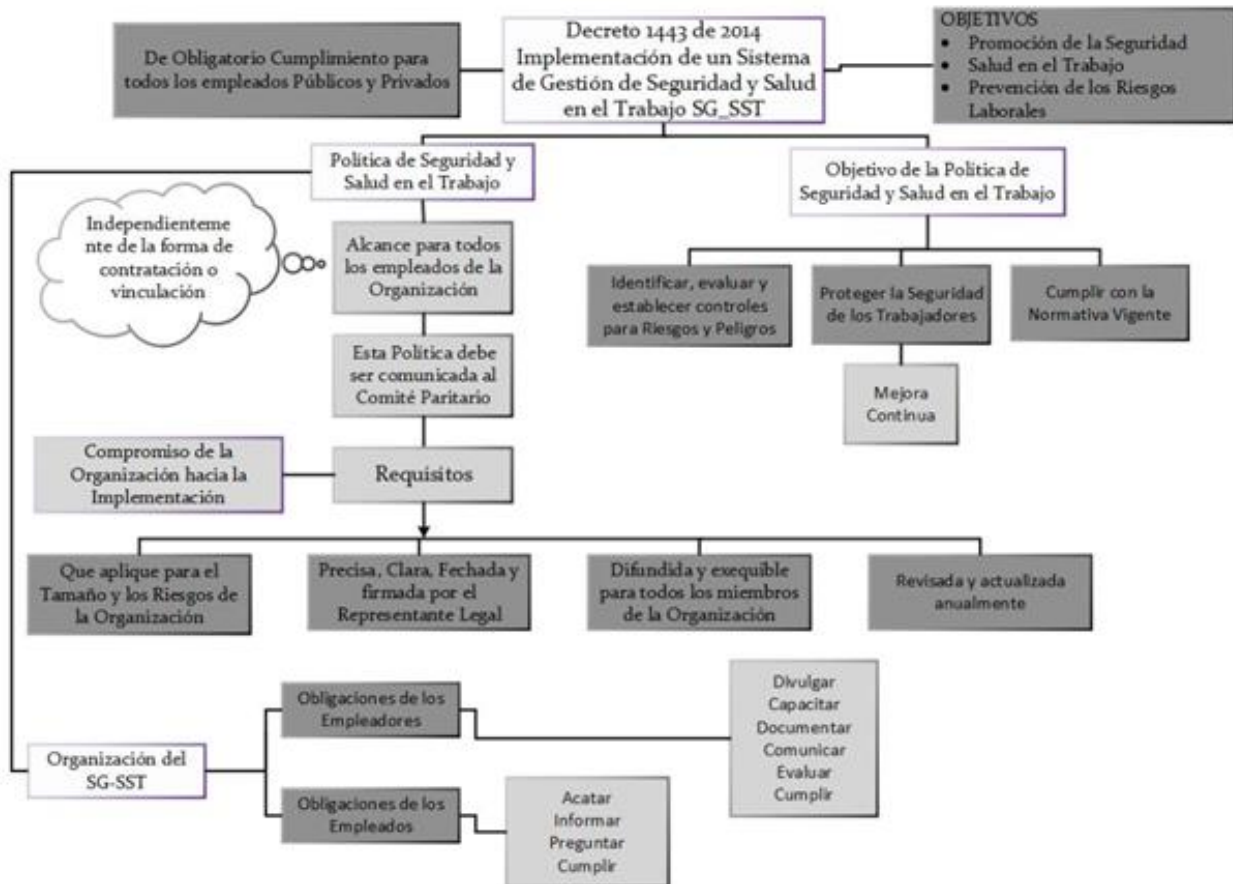 De Obligatorio Cumplimiento para
todos los empleados Públicos y Privados
Decreto 1443 de 2014
Implementación de un Sistema
de Gestión de Seguridad y Salud
en el Trabajo SG_SST
OBJETIVOS
• Promoción de la Seguridad
• Salud en el Trabajo
• Prevención de los Riesgos
Laborales
Política de Seguridad y
Salud en el Trabajo
Objetivo de la Política de
Seguridad y Salud en el Trabajo
Independienteme
nte de la forma de
contratación o
vinculación
Alcance para todos
los empleados de la
Organización
Identificar, evaluar y
establecer controles
para Riesgos y Peligros
Proteger la Seguridad
de los Trabajadores
Cumplir con la
Normativa Vigente
Esta Política debe
ser comunicada al
Comité Paritario
Mejora
Continua
Compromiso de la
Organización hacia la
Implementación
Requisitos
Que aplique para el
Tamaño y los Riesgos de
la Organización
Precisa, Clara, Fechada y
firmada por el
Representante Legal
Difundida y exequible
para todos los miembros
de la Organización
Revisada y actualizada
anualmente
Organización del
SG-SST
Obligaciones de los
Empleadores
Divulgar
Capacitar
Documentar
Comunicar
Evaluar
Cumplir
Obligaciones de los
Empleados
Acatar
Informar
Preguntar
Cumplir